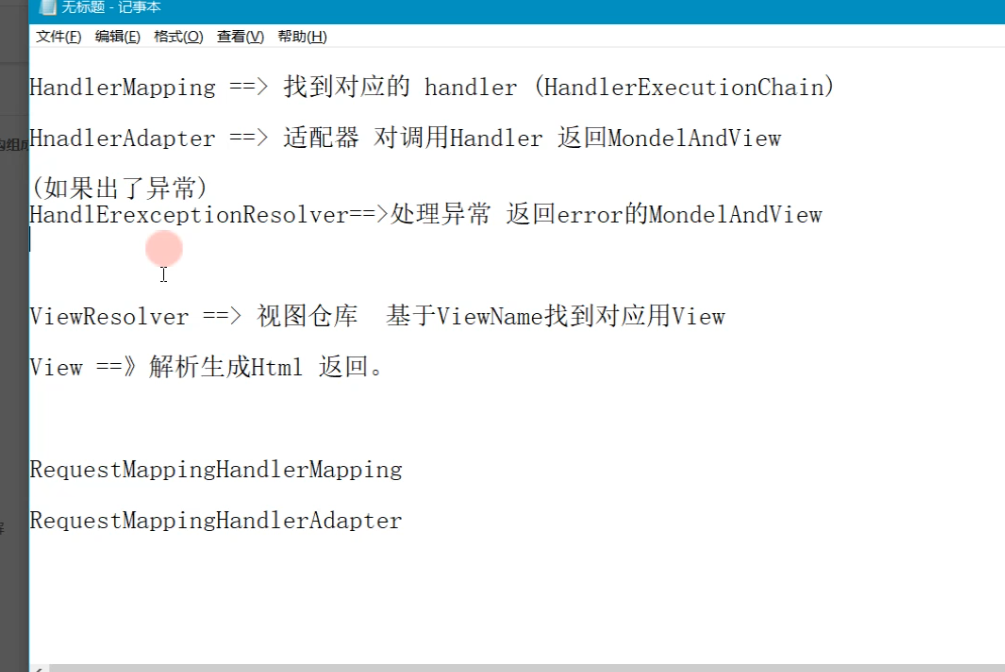 无标题 - 记事本
文件(F) 编辑(E) 格式(O) 查看(V) 帮助(H)
HandlerMapping ==> 找到对应的 handler (HandlerExecutionChain)
HnadlerAdapter ==> 适配器 对调用Handler 返回MondelAndView
(如果出了异常)
HandlErexceptionResolver==>处理异常 返回error的MondelAndView
ViewResolver ==> 视图仓库 基于ViewName找到对应用View
View ==》解析生成Html 返回。
RequestMappingHandlerMapping
RequestMappingHandlerAdapter